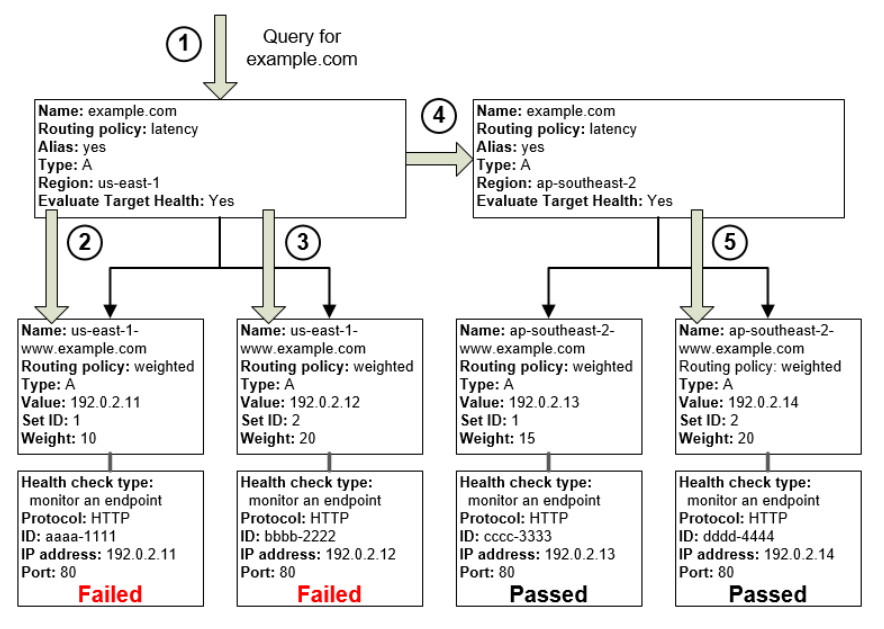 1
Query for
example.com
Name: example.com
Routing policy: latency
Alias: yes
Type: A
Region: us-east-1
Evaluate Target Health: Yes
4
Name: example.com
Routing policy: latency
Alias: yes
Type: A
Region: ap-southeast-2
Evaluate Target Health: Yes
2
3
5
Name: us-east-1-
www.example.com
Routing policy: weighted
Type: A
Value: 192.0.2.11
Set ID: 1
Weight: 10
Name: us-east-1-
www.example.com
Routing policy: weighted
Type: A
Value: 192.0.2.12
Set ID: 2
Weight: 20
Name: ap-southeast-2-
www.example.com
Routing policy: weighted
Type: A
Value: 192.0.2.13
Set ID: 1
Weight: 15
Name: ap-southeast-2-
www.example.com
Routing policy: weighted
Type: A
Value: 192.0.2.14
Set ID: 2
Weight: 20
Health check type:
monitor an endpoint
Protocol: HTTP
ID: aaaa-1111
IP address: 192.0.2.11
Port: 80
Failed
Health check type:
monitor an endpoint
Protocol: HTTP
ID: bbbb-2222
IP address: 192.0.2.12
Port: 80
Failed
Health check type:
monitor an endpoint
Protocol: HTTP
ID: cccc-3333
IP address: 192.0.2.13
Port: 80
Passed
Health check type:
monitor an endpoint
Protocol: HTTP
ID: dddd-4444
IP address: 192.0.2.14
Port: 80
Passed